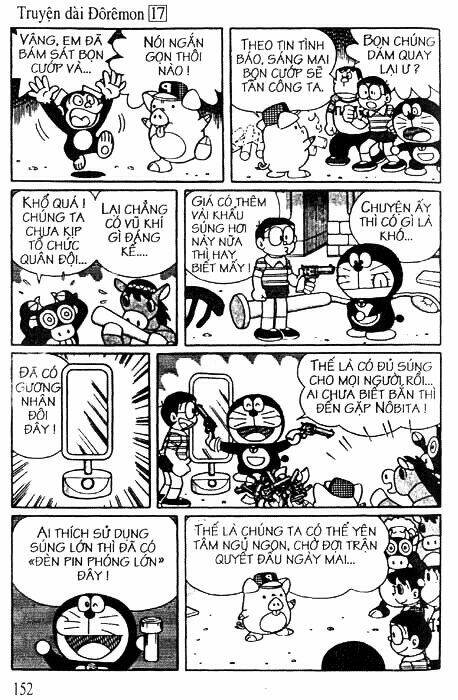 Truyện dài Đôrêmon 17
VÂNG, EM ĐÃ
BÁM SÁT BỌN
CƯỚP VÀ...
NÓI NGẮN
GỌN THÔI
NÀO !
THEO TIN TÌNH
BÁO, SÁNG MAI
BỌN CƯỚP SẼ
TẤN CÔNG TA.
BỌN CHÚNG
DÁM QUAY
LẠI Ư ?
KHỔ QUÁ !
CHÚNG TA
CHƯA KỊP
TỔ CHỨC
QUÂN ĐỘI...
LẠI CHẲNG
CÓ VŨ KHÍ
GÌ ĐÁNG
KỂ....
GIÁ CÓ THÊM
VÀI KHẨU
SÚNG HƠI
NÀY NỮA
THÌ HAY
BIẾT MẤY !
CHUYỆN ẤY
THÌ CÓ GÌ LÀ
KHÓ...
ĐÃ CÓ
GƯƠNG
NHÂN
ĐÔI
ĐÂY !
THẾ LÀ CÓ ĐỦ SÚNG
CHO MỌI NGƯỜI RỒI...
AI CHƯA BIẾT BẮN THÌ
ĐẾN GẶP NÔBITA !
AI THÍCH SỬ DỤNG
SÚNG LỚN THÌ ĐÃ CÓ
«ĐÈN PIN PHÓNG LỚN»
ĐÂY !
THẾ LÀ CHÚNG TA CÓ THỂ YÊN
TÂM NGỦ NGON, CHỜ ĐỢI TRẬN
QUYẾT ĐẤU NGÀY MAI...
152